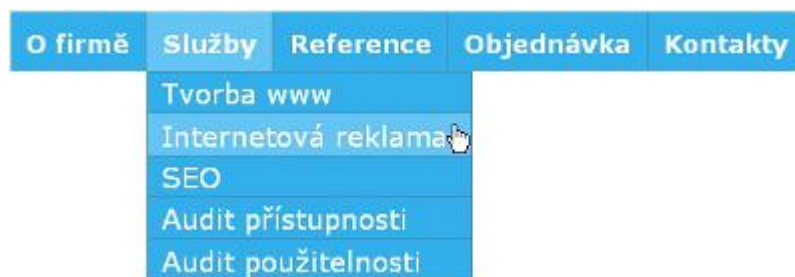 O firmě Služby Reference Objednávka Kontakty
Tvorba www
Internetová reklama
SEO
Audit přístupnosti
Audit použitelnosti